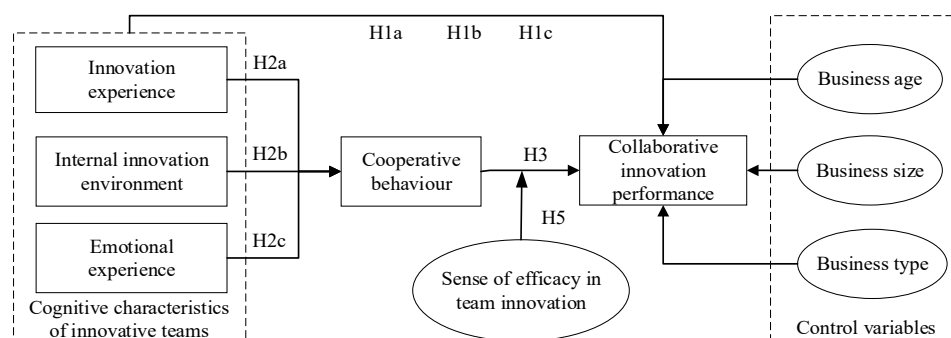 H1a H1b H1c
Innovation
experience
H2a
Internal innovation
environment
H2b
Emotional
experience
H2c
Cognitive characteristics
of innovative teams
Cooperative
behaviour
H3
H5
Sense of efficacy in
team innovation
Collaborative
innovation
performance
Business age
Business size
Business type
Control variables